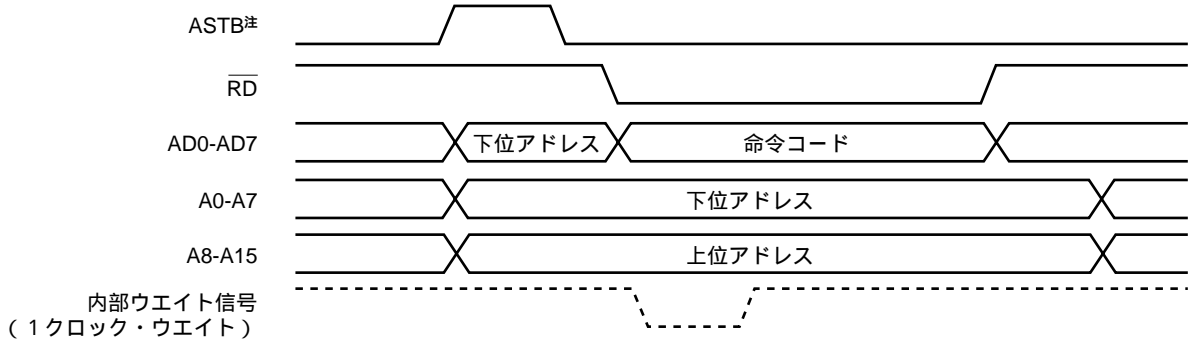 ASTB注
RD
AD0-AD7 下位アドレス 命令コード
A0-A7 下位アドレス
A8-A15 上位アドレス
内部ウエイト信号
(1クロック・ウエイト)